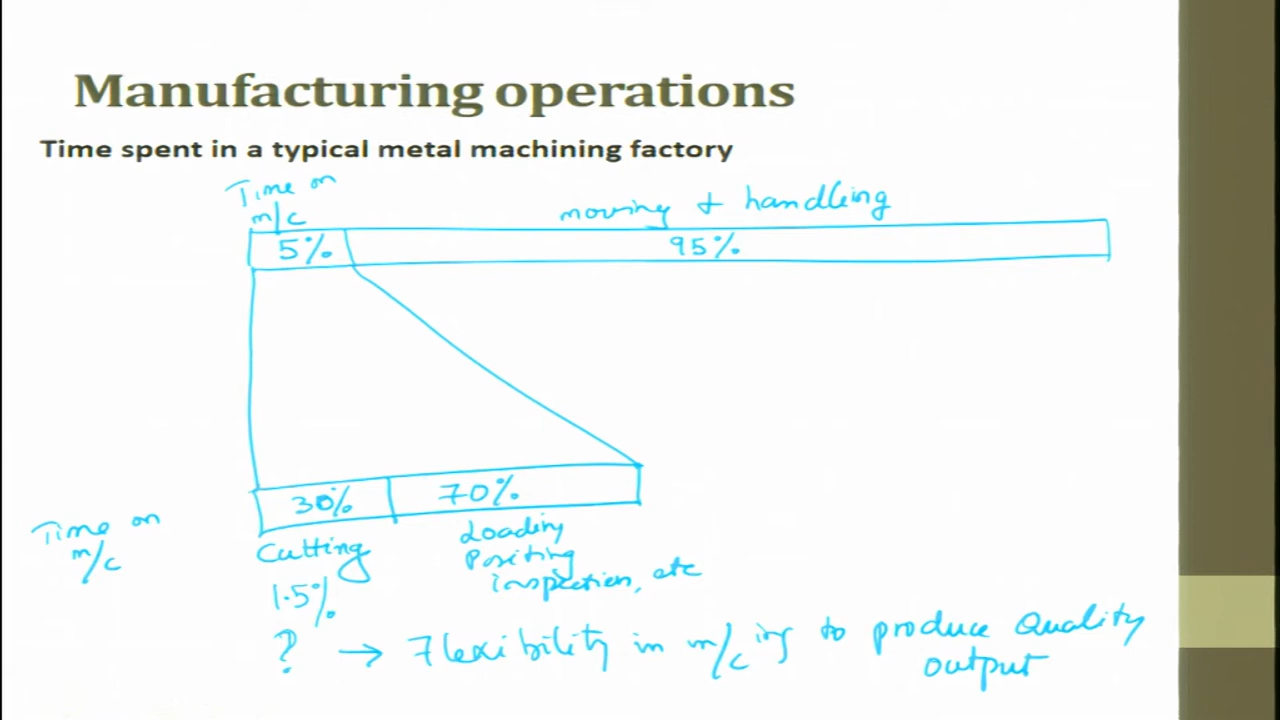 Manufacturing operations
Time spent in a typical metal machining factory
Time on
m/c
moving + handling
5%
95%
30%
70%
Time on
m/c
Cutting
1.5%
Loading
Positing
inspection, etc
? → Flexibility in m/c ing to produce Quality
output